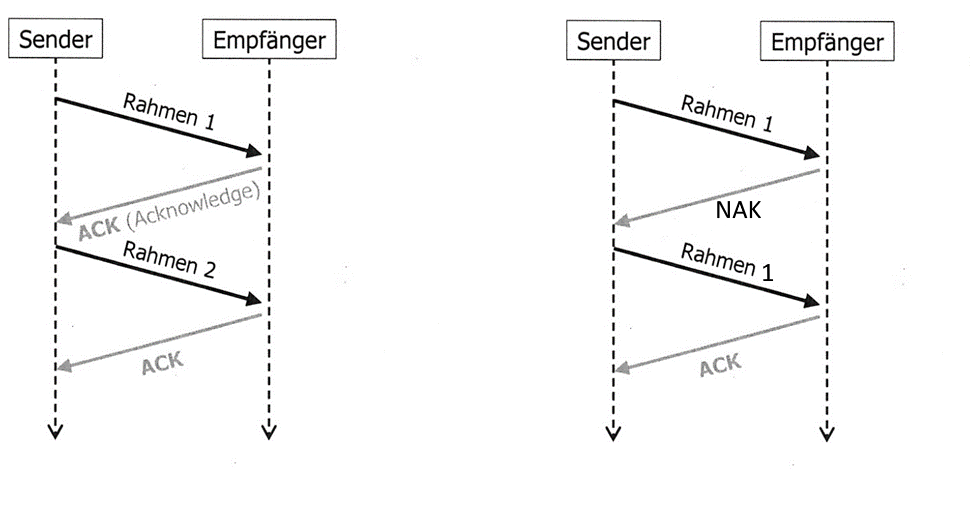 Sender
Empfänger
Rahmen 1
ACK (Acknowledge)
Rahmen 2
ACK
Sender
Empfänger
Rahmen 1
NAK
Rahmen 1
ACK